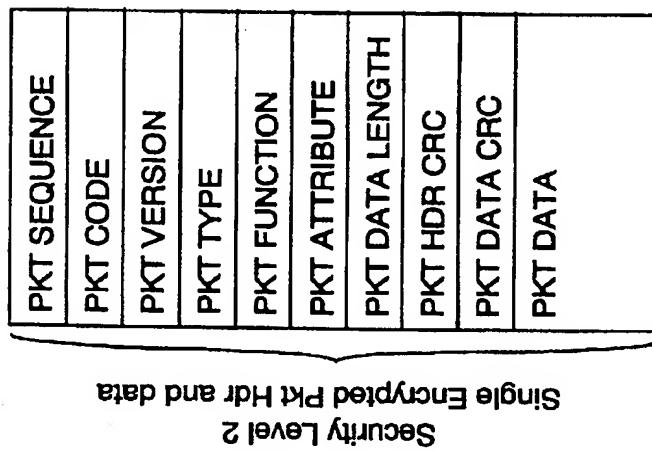 PKT SEQUENCE
PKT CODE
PKT VERSION
PKT TYPE
PKT FUNCTION
PKT ATTRIBUTE
PKT DATA LENGTH
PKT HDR CRC
PKT DATA CRC
PKT DATA
Security Level 2
Single Encrypted Pkt Hdr and data